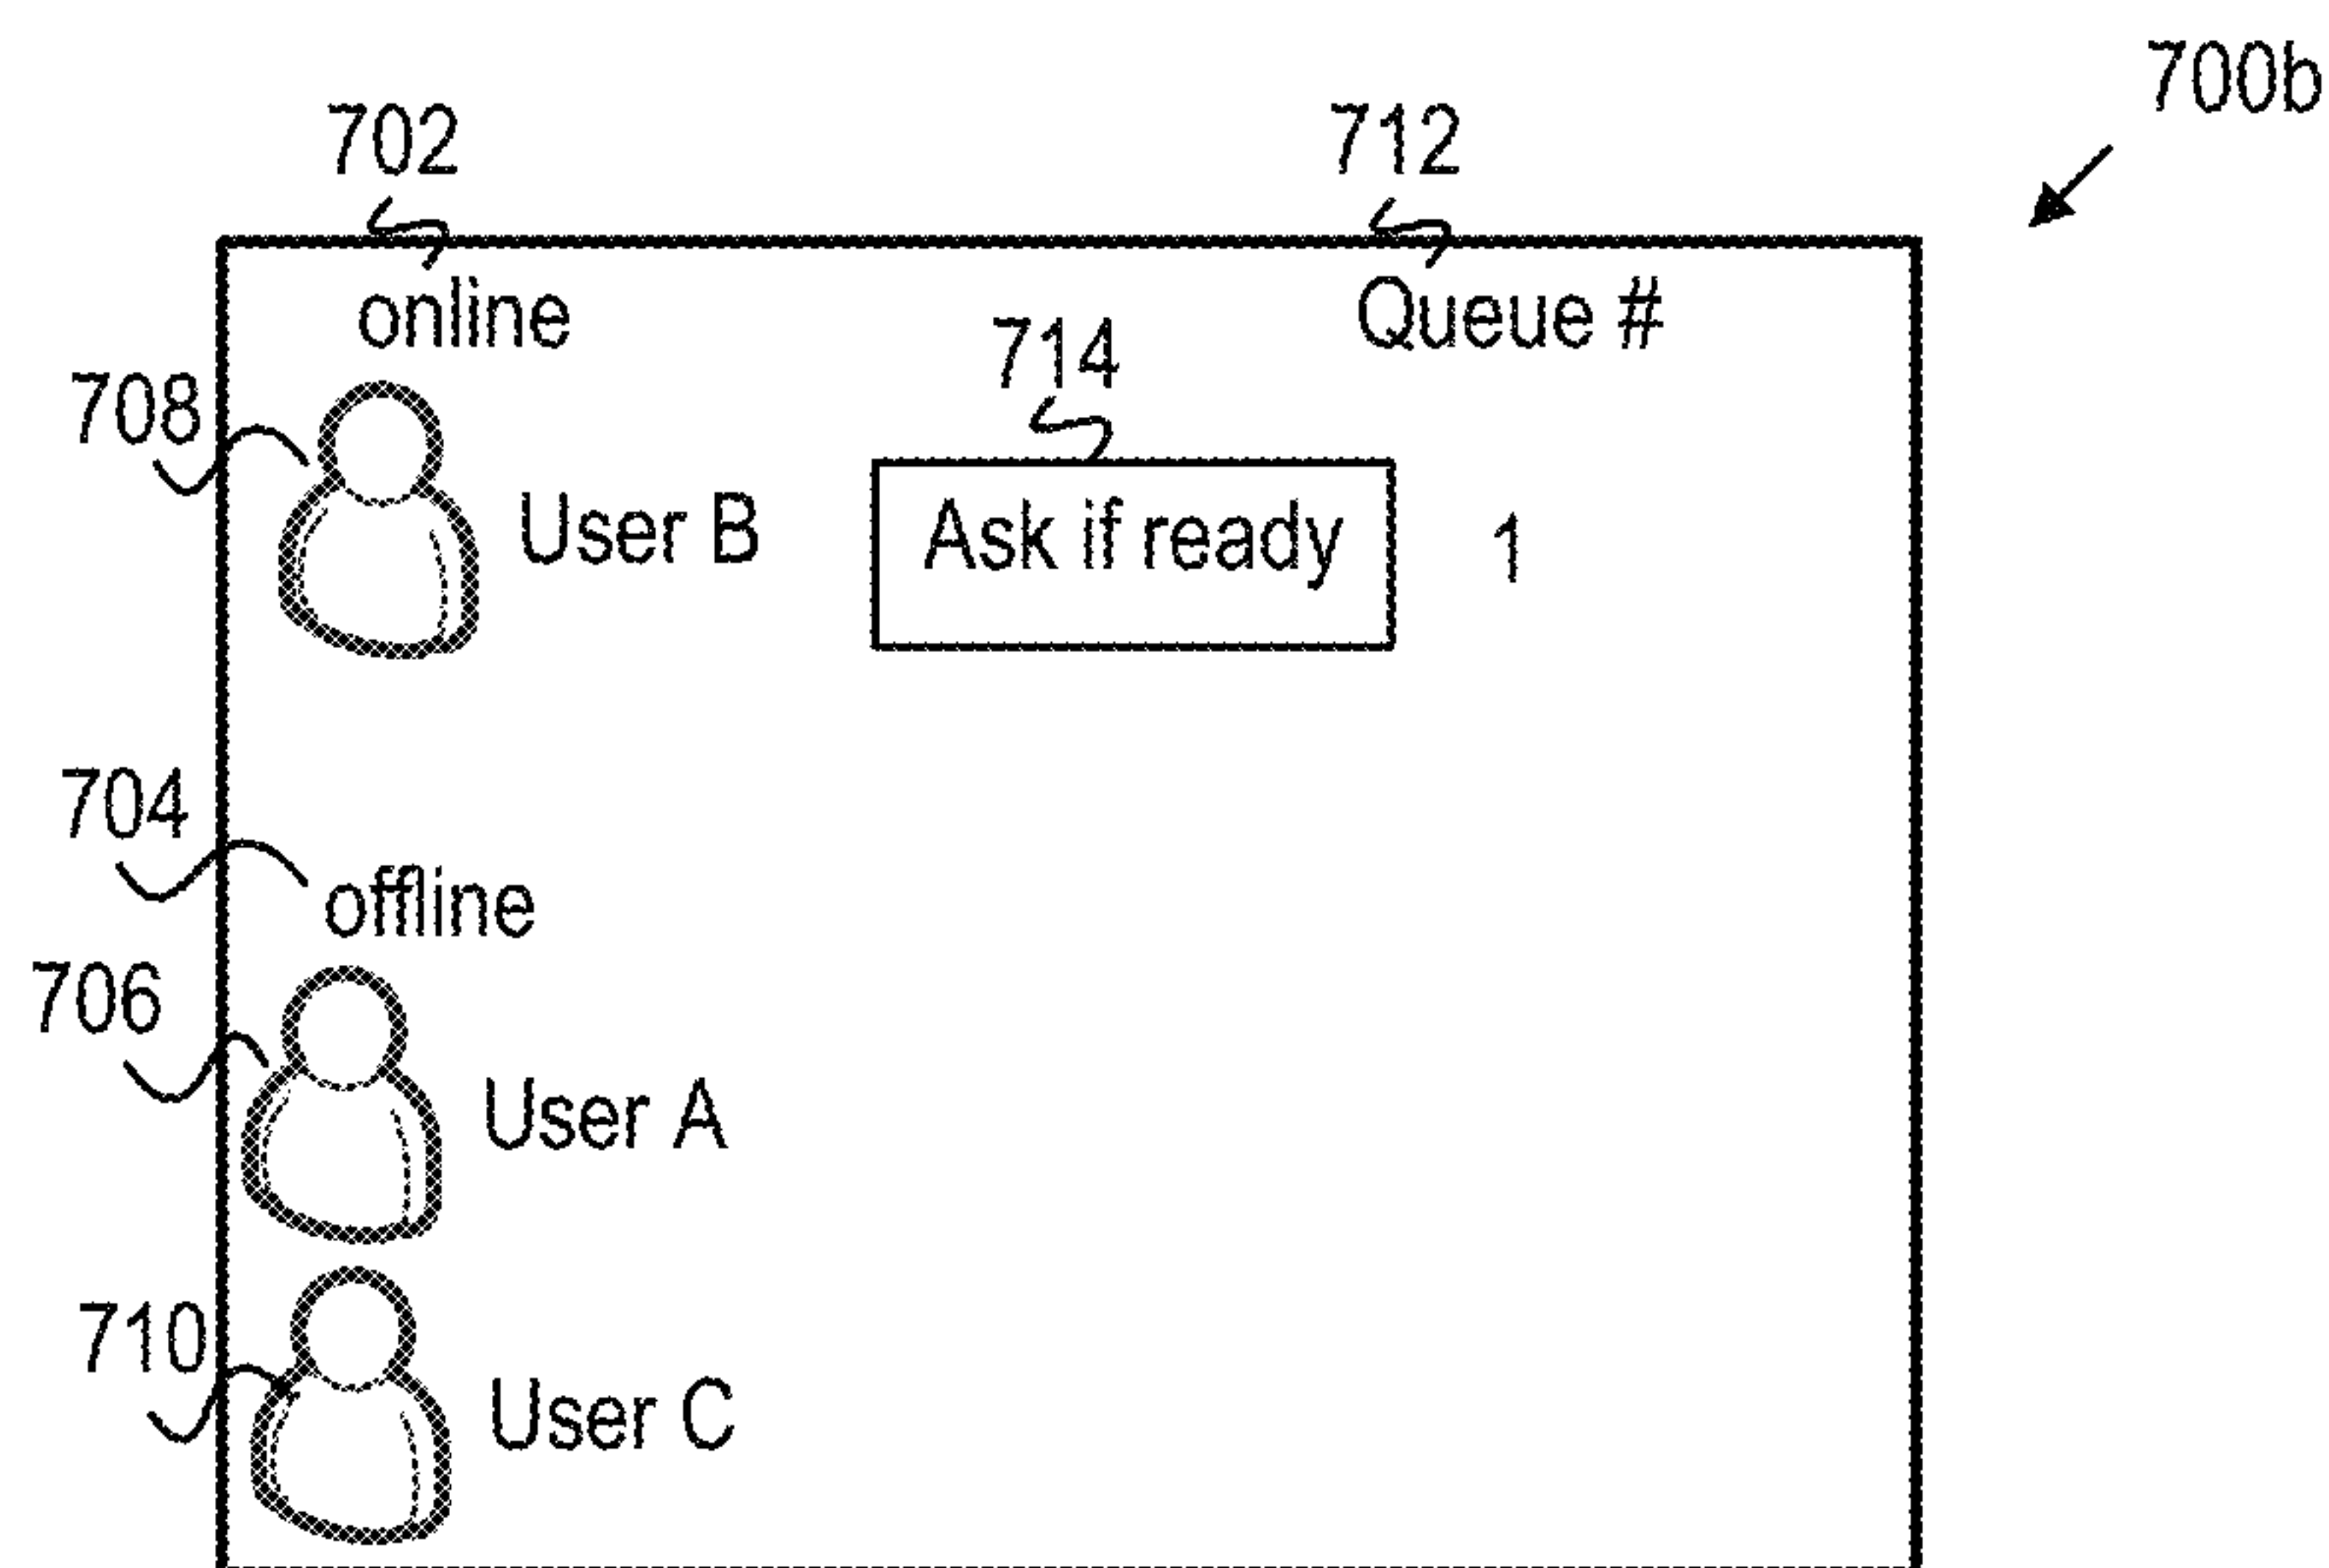 700b
702 712
online Queue #
714
708
User B Ask if ready 1
704
offline
706
User A
710
User C